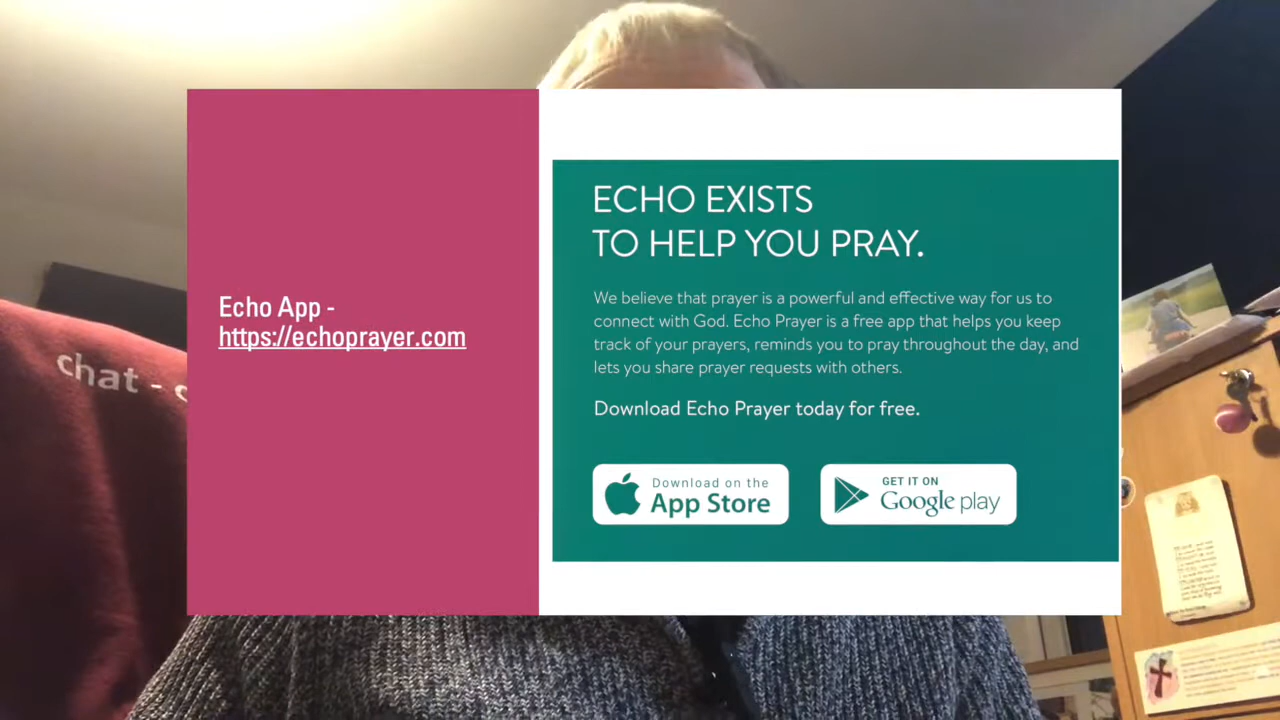 chat -
Echo App -
https://echoprayer.com
ECHO EXISTS
TO HELP YOU PRAY.
We believe that prayer is a powerful and effective way for us to
connect with God. Echo Prayer is a free app that helps you keep
track of your prayers, reminds you to pray throughout the day, and
lets you share prayer requests with others.
Download Echo Prayer today for free.
Download on the
App Store
GET IT ON
Google play